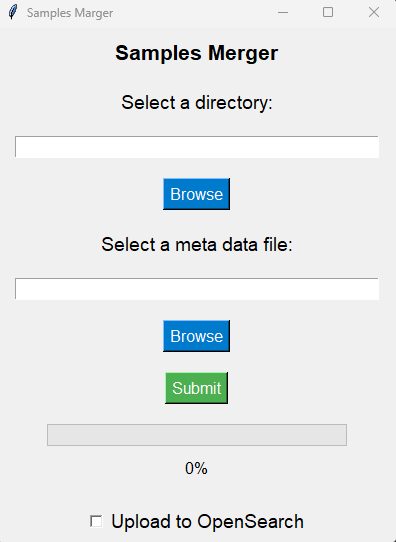 Samples Marger
Samples Merger
Select a directory:
Browse
Select a meta data file:
Browse
Submit
0%
Upload to OpenSearch